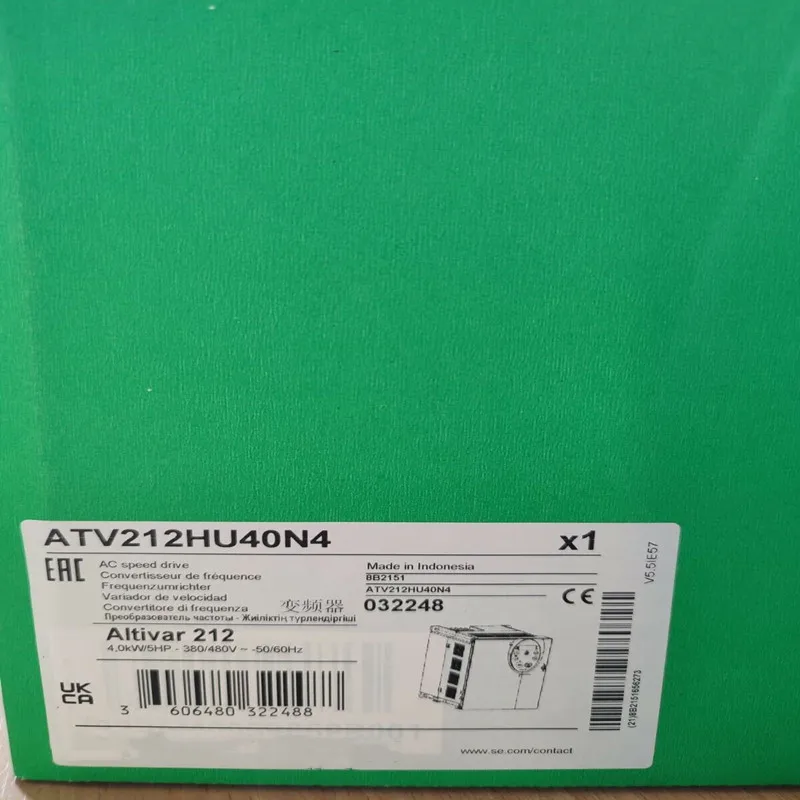 ATV212HU40N4
x1
EAC
AC speed drive
Convertisseur de fréquence
Frequenzumrichter
Variador de velocidad
Convertitore di frequenza 变频器
Преобразователь частоты - Жиіліктің түрлендіргіші
Made in Indonesia
8B2151
ATV212HU40N4
032248
CE
Altivar 212
4,0kW/5HP - 380/480V ~ -50/60Hz
UK
CA
3 606480 322488
www.se.com/contact
V5.5IE57
(21)8B2151656273